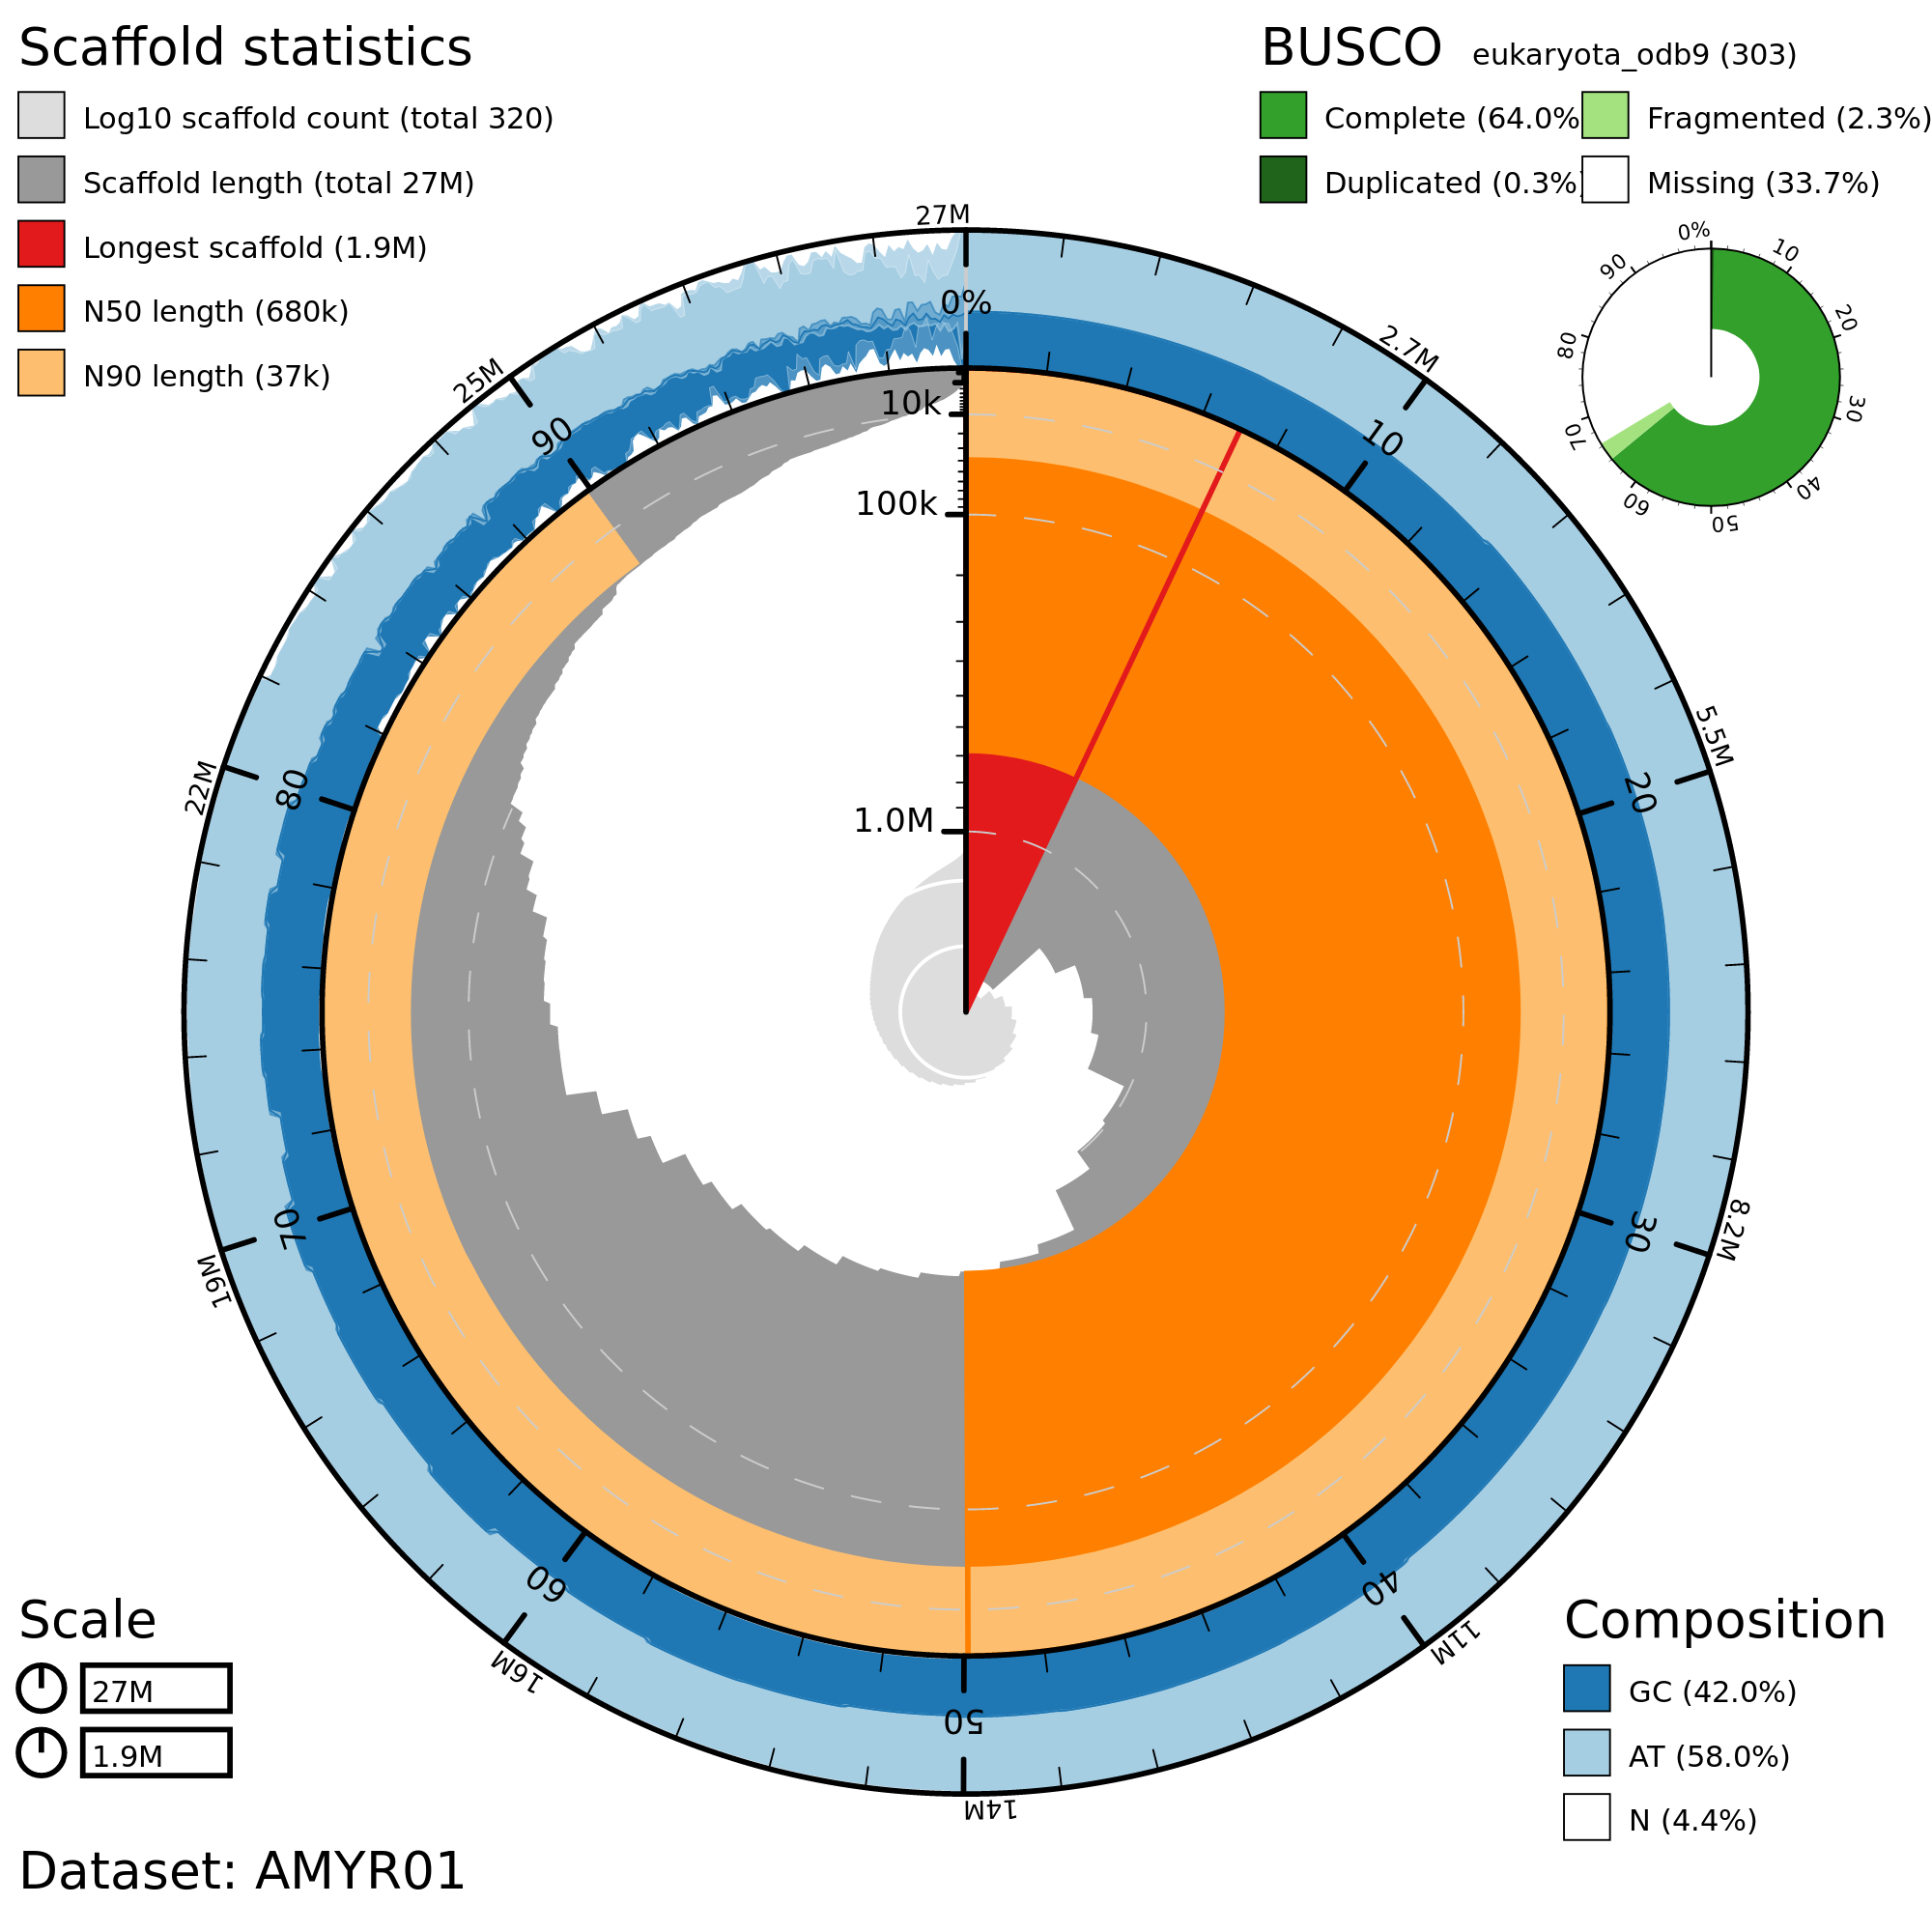 Scaffold statistics
Log10 scaffold count (total 320)
Scaffold length (total 27M)
Longest scaffold (1.9M)
N50 length (680k)
N90 length (37k)
BUSCO eukaryota_odb9 (303)
Complete (64.0%
Fragmented (2.3%)
Duplicated (0.3%)
Missing (33.7%)
0%
10
20
30
40
50
60
70
80
90
27M
2.7M
5.5M
8.2M
11M
14M
16M
19M
22M
25M
0%
10
20
30
40
50
60
70
80
90
10k
100k
1.0M
Scale
27M
1.9M
Composition
GC (42.0%)
AT (58.0%)
N (4.4%)
Dataset: AMYR01